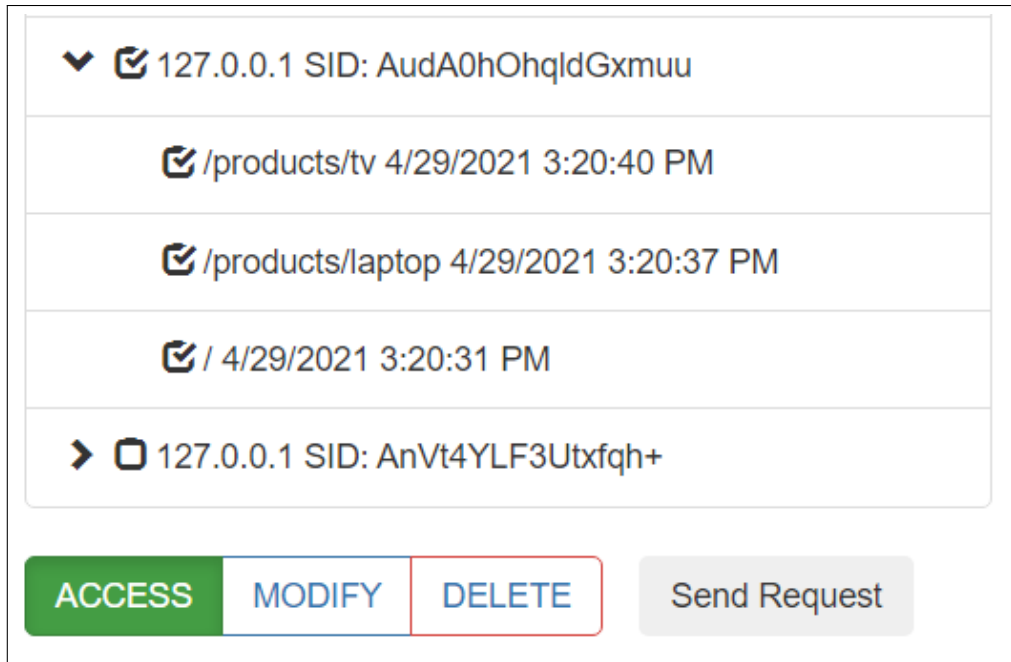 127.0.0.1 SID: AudA0hOhqldGxmuu
/products/tv 4/29/2021 3:20:40 PM
/products/laptop 4/29/2021 3:20:37 PM
/ 4/29/2021 3:20:31 PM
127.0.0.1 SID: AnVt4YLF3Utxfqh+
ACCESS MODIFY DELETE Send Request